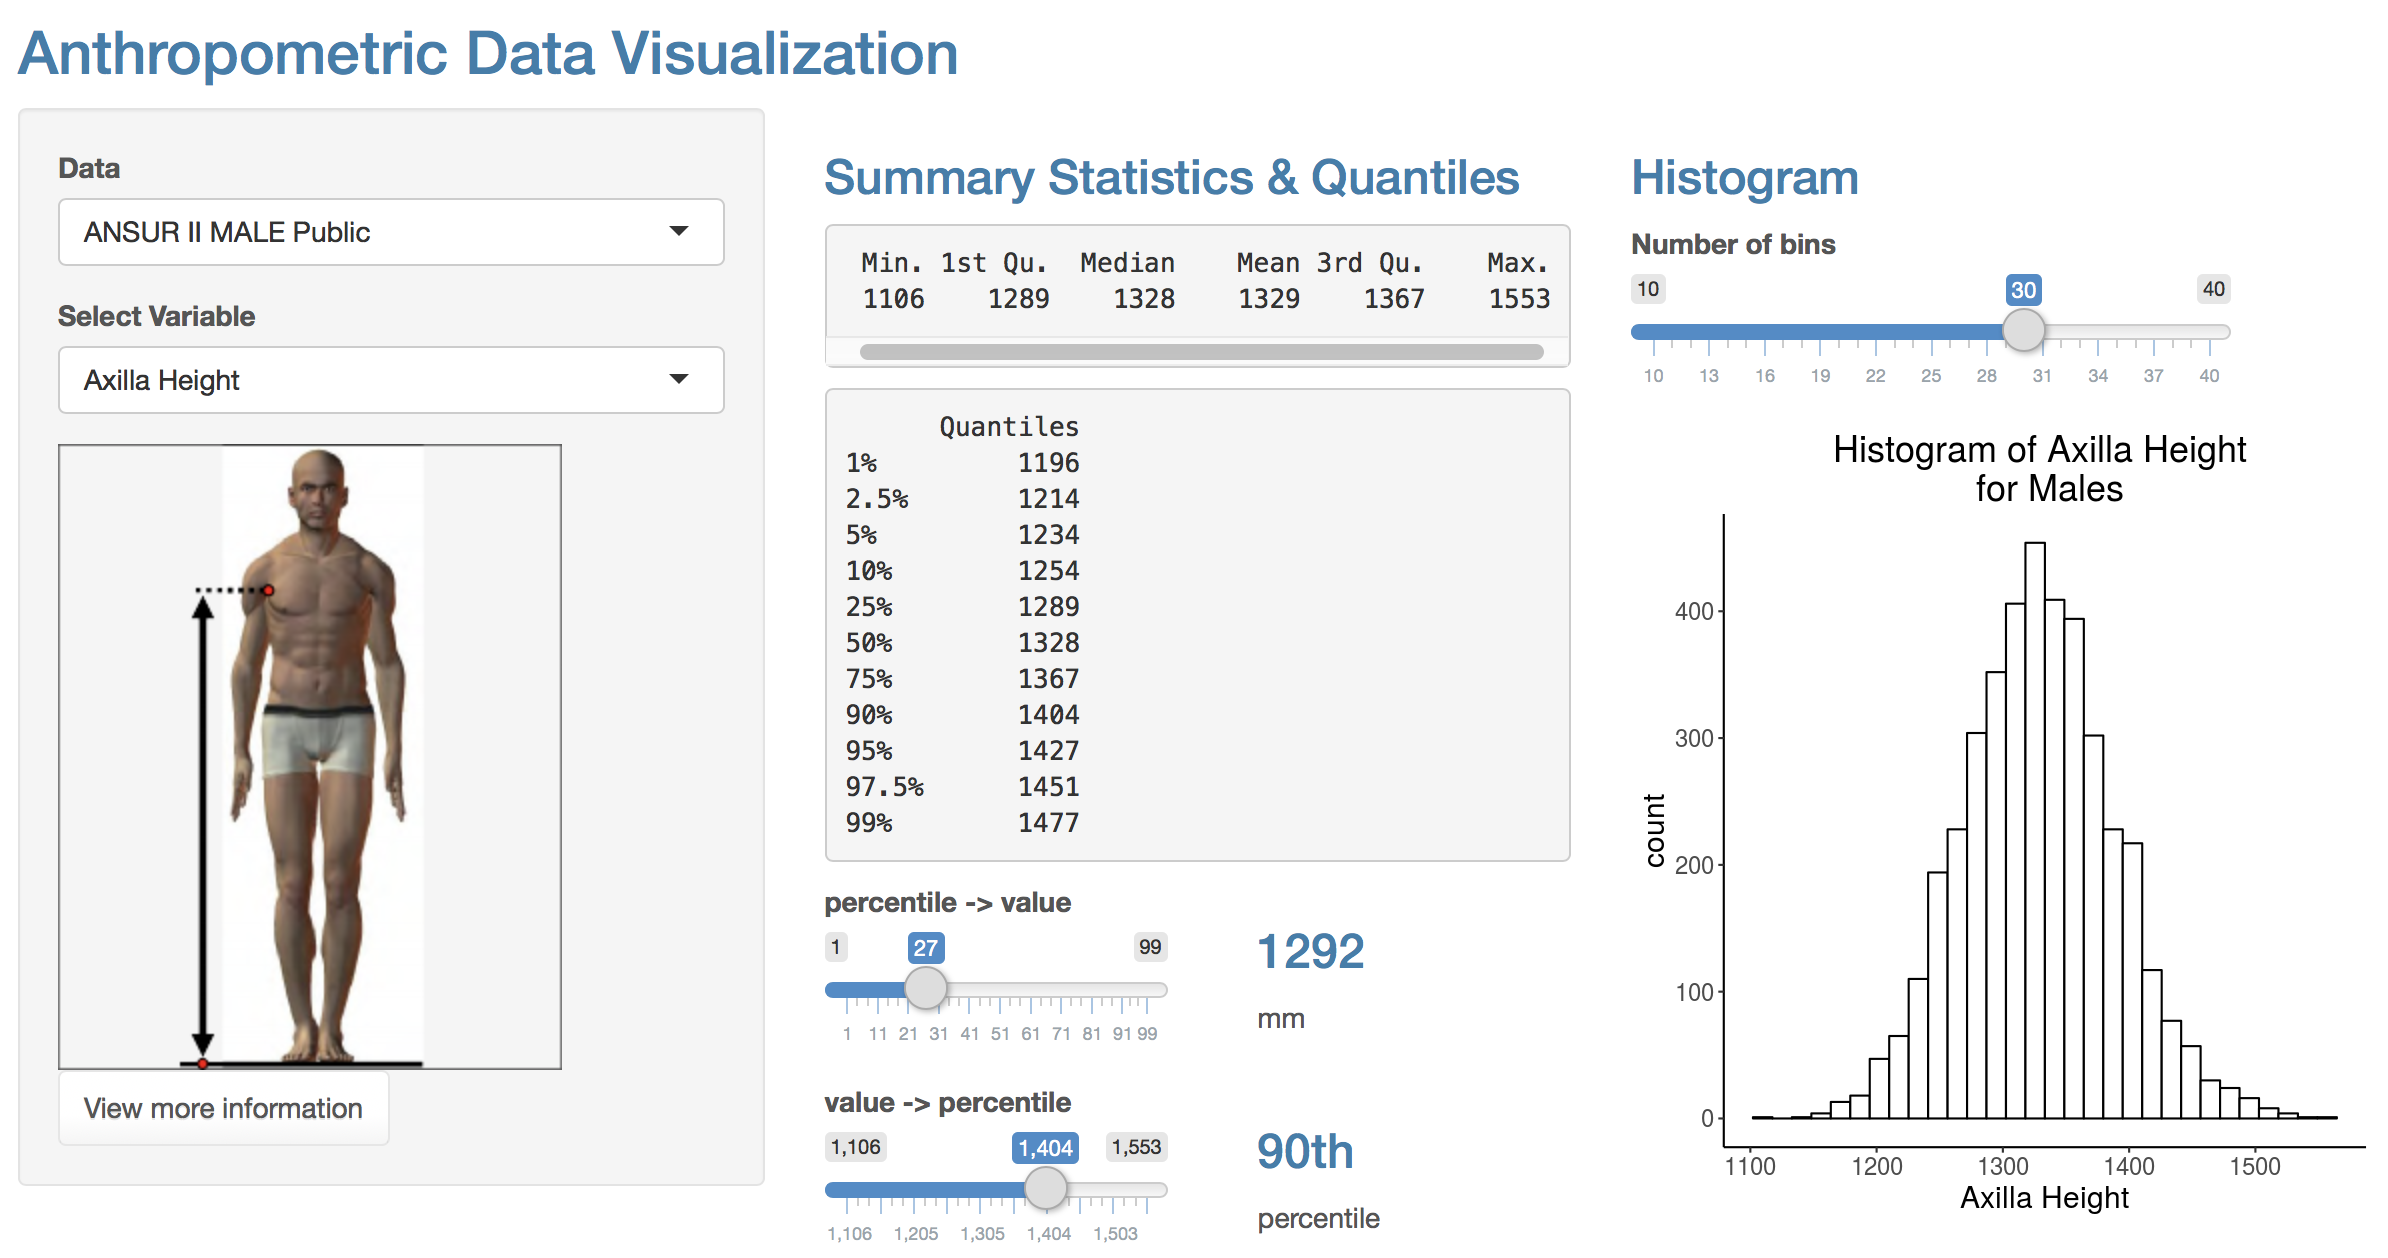 Anthropometric Data Visualization
Data
ANSUR II MALE Public
Select Variable
Axilla Height
View more information
Summary Statistics & Quantiles
Min. 1st Qu. Median Mean 3rd Qu. Max.
1106 1289 1328 1329 1367 1553
Quantiles
1% 1196
2.5% 1214
5% 1234
10% 1254
25% 1289
50% 1328
75% 1367
90% 1404
95% 1427
97.5% 1451
99% 1477
percentile -> value
1 27 99
1 11 21 31 41 51 61 71 81 91 99
1292
mm
value -> percentile
1,106 1,404 1,553
1,106 1,205 1,305 1,404 1,503
90th
percentile
Histogram
Number of bins
10 30 40
10 13 16 19 22 25 28 31 34 37 40
Histogram of Axilla Height
for Males
count
400
300
200
100
0
1100 1200 1300 1400 1500
Axilla Height